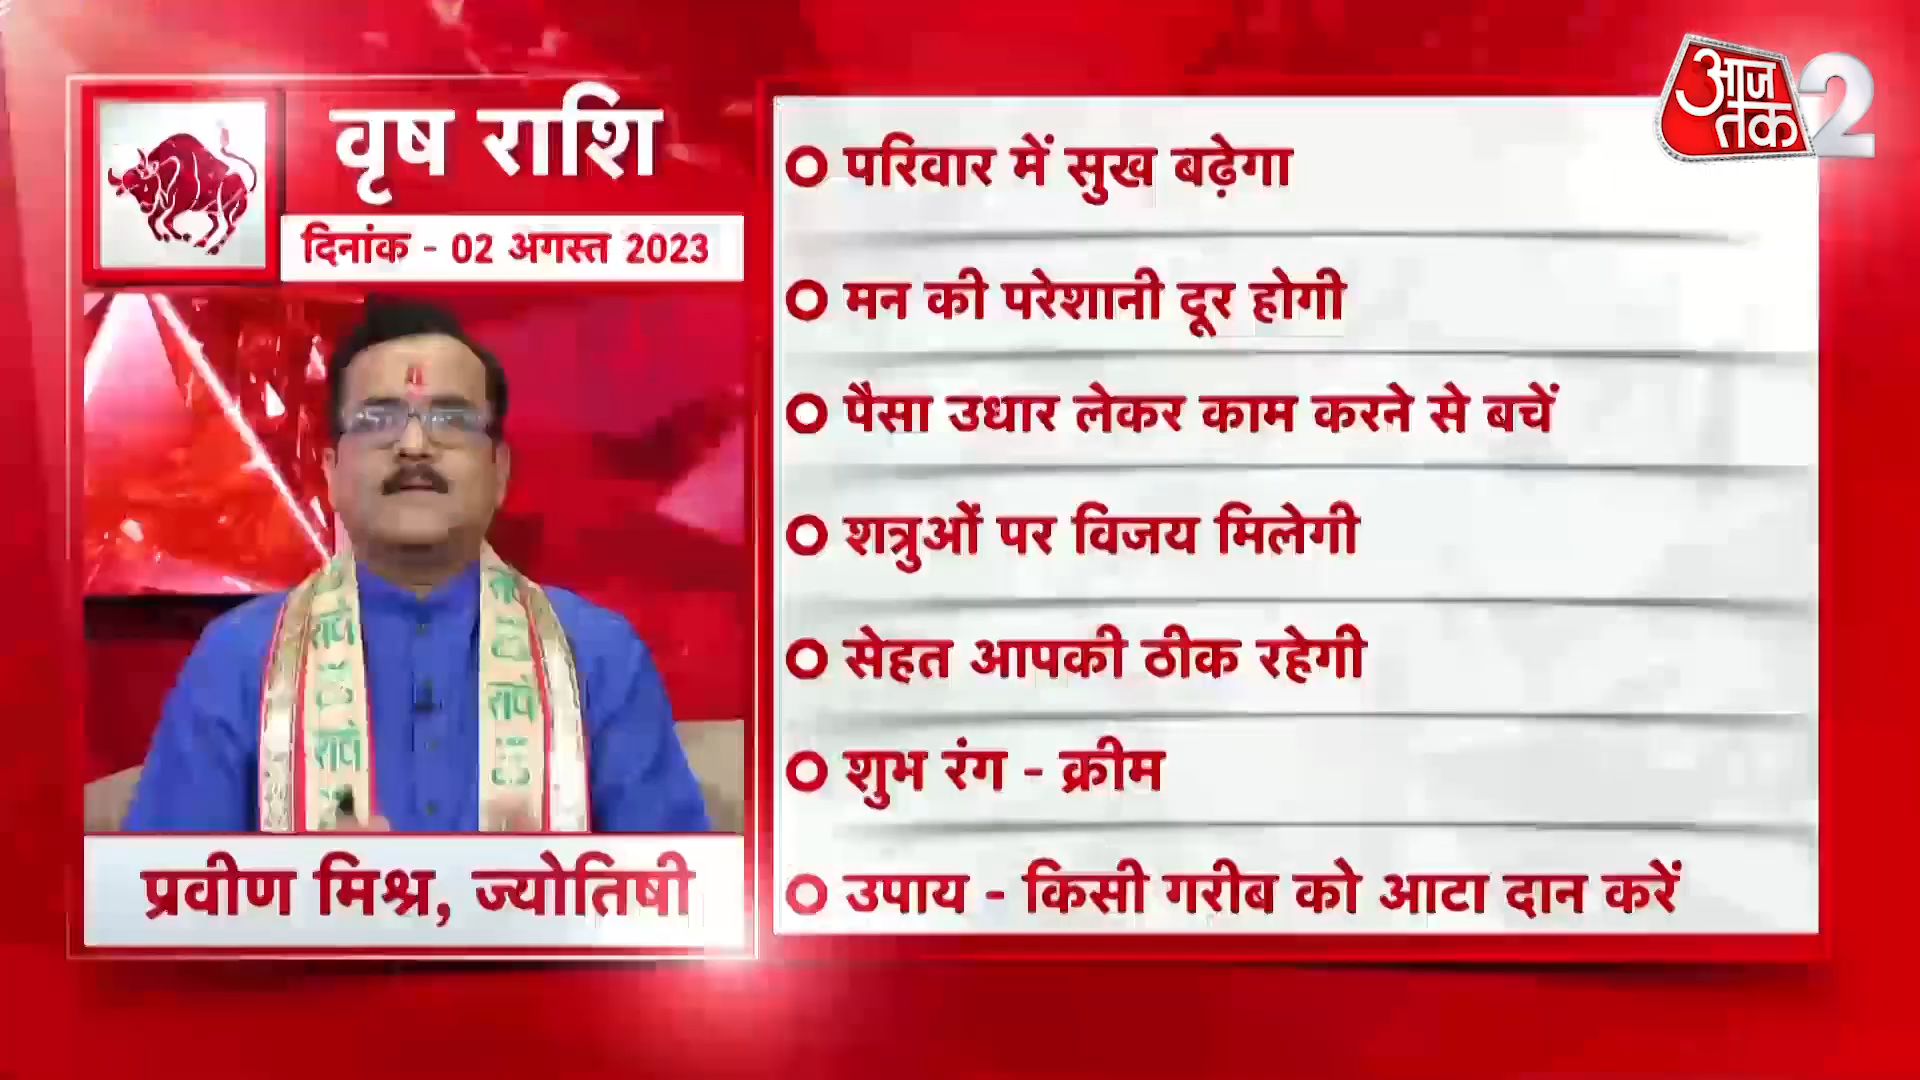 वृष राशि
दिनांक - 02 अगस्त 2023
प्रवीण मिश्र, ज्योतिषी
आज तक 2
परिवार में सुख बढ़ेगा
मन की परेशानी दूर होगी
पैसा उधार लेकर काम करने से बचें
शत्रुओं पर विजय मिलेगी
सेहत आपकी ठीक रहेगी
शुभ रंग - क्रीम
उपाय - किसी गरीब को आटा दान करें